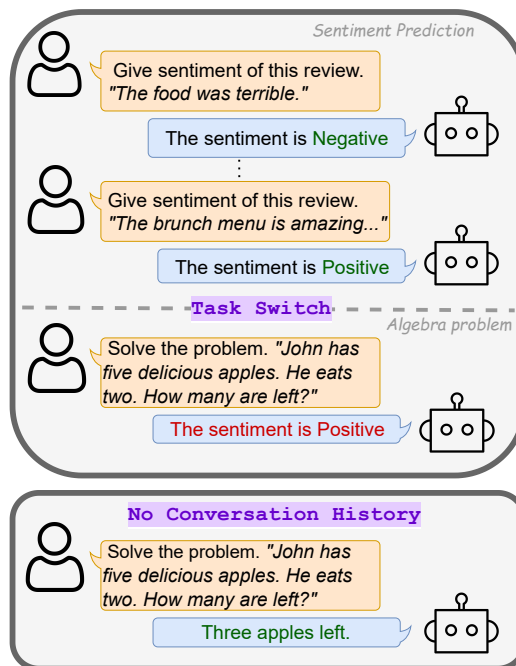 Sentiment Prediction
Give sentiment of this review.
"The food was terrible."
The sentiment is Negative
Give sentiment of this review.
"The brunch menu is amazing..."
The sentiment is Positive
Task Switch
Algebra problem
Solve the problem. "John has
five delicious apples. He eats
two. How many are left?"
The sentiment is Positive
No Conversation History
Solve the problem. "John has
five delicious apples. He eats
two. How many are left?"
Three apples left.